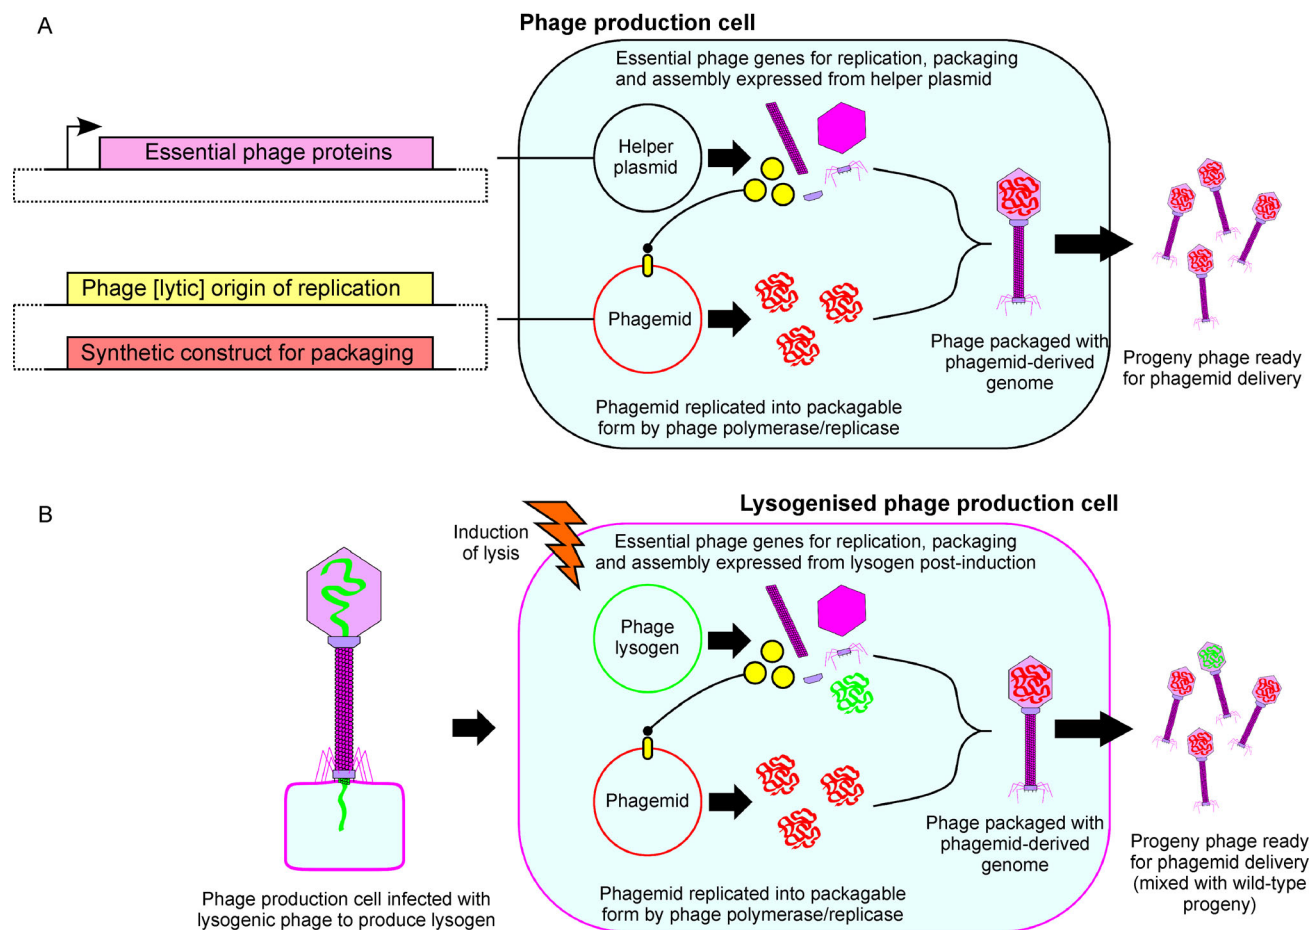 A
Phage production cell
Essential phage genes for replication, packaging
and assembly expressed from helper plasmid
Essential phage proteins
Helper
plasmid
Phage [lytic] origin of replication
Synthetic construct for packaging
Phagemid
Phage packaged with
phagemid-derived
genome
Progeny phage ready
for phagemid delivery
Phagemid replicated into packagable
form by phage polymerase/replicase
B
Lysogenised phage production cell
Induction
of lysis
Essential phage genes for replication, packaging
and assembly expressed from lysogen post-induction
Phage
lysogen
Phagemid
Phage packaged with
phagemid-derived
genome
Progeny phage ready
for phagemid delivery
(mixed with wild-type
progeny)
Phage production cell infected with
lysogenic phage to produce lysogen
Phagemid replicated into packagable
form by phage polymerase/replicase